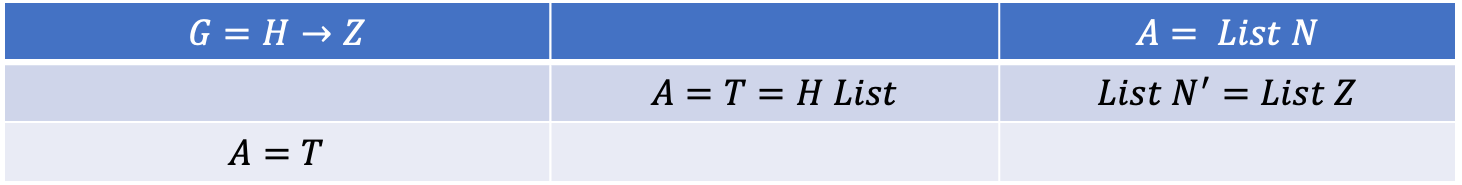 G = H → Z
A = List N
A = T = H List
List N′ = List Z
A = T